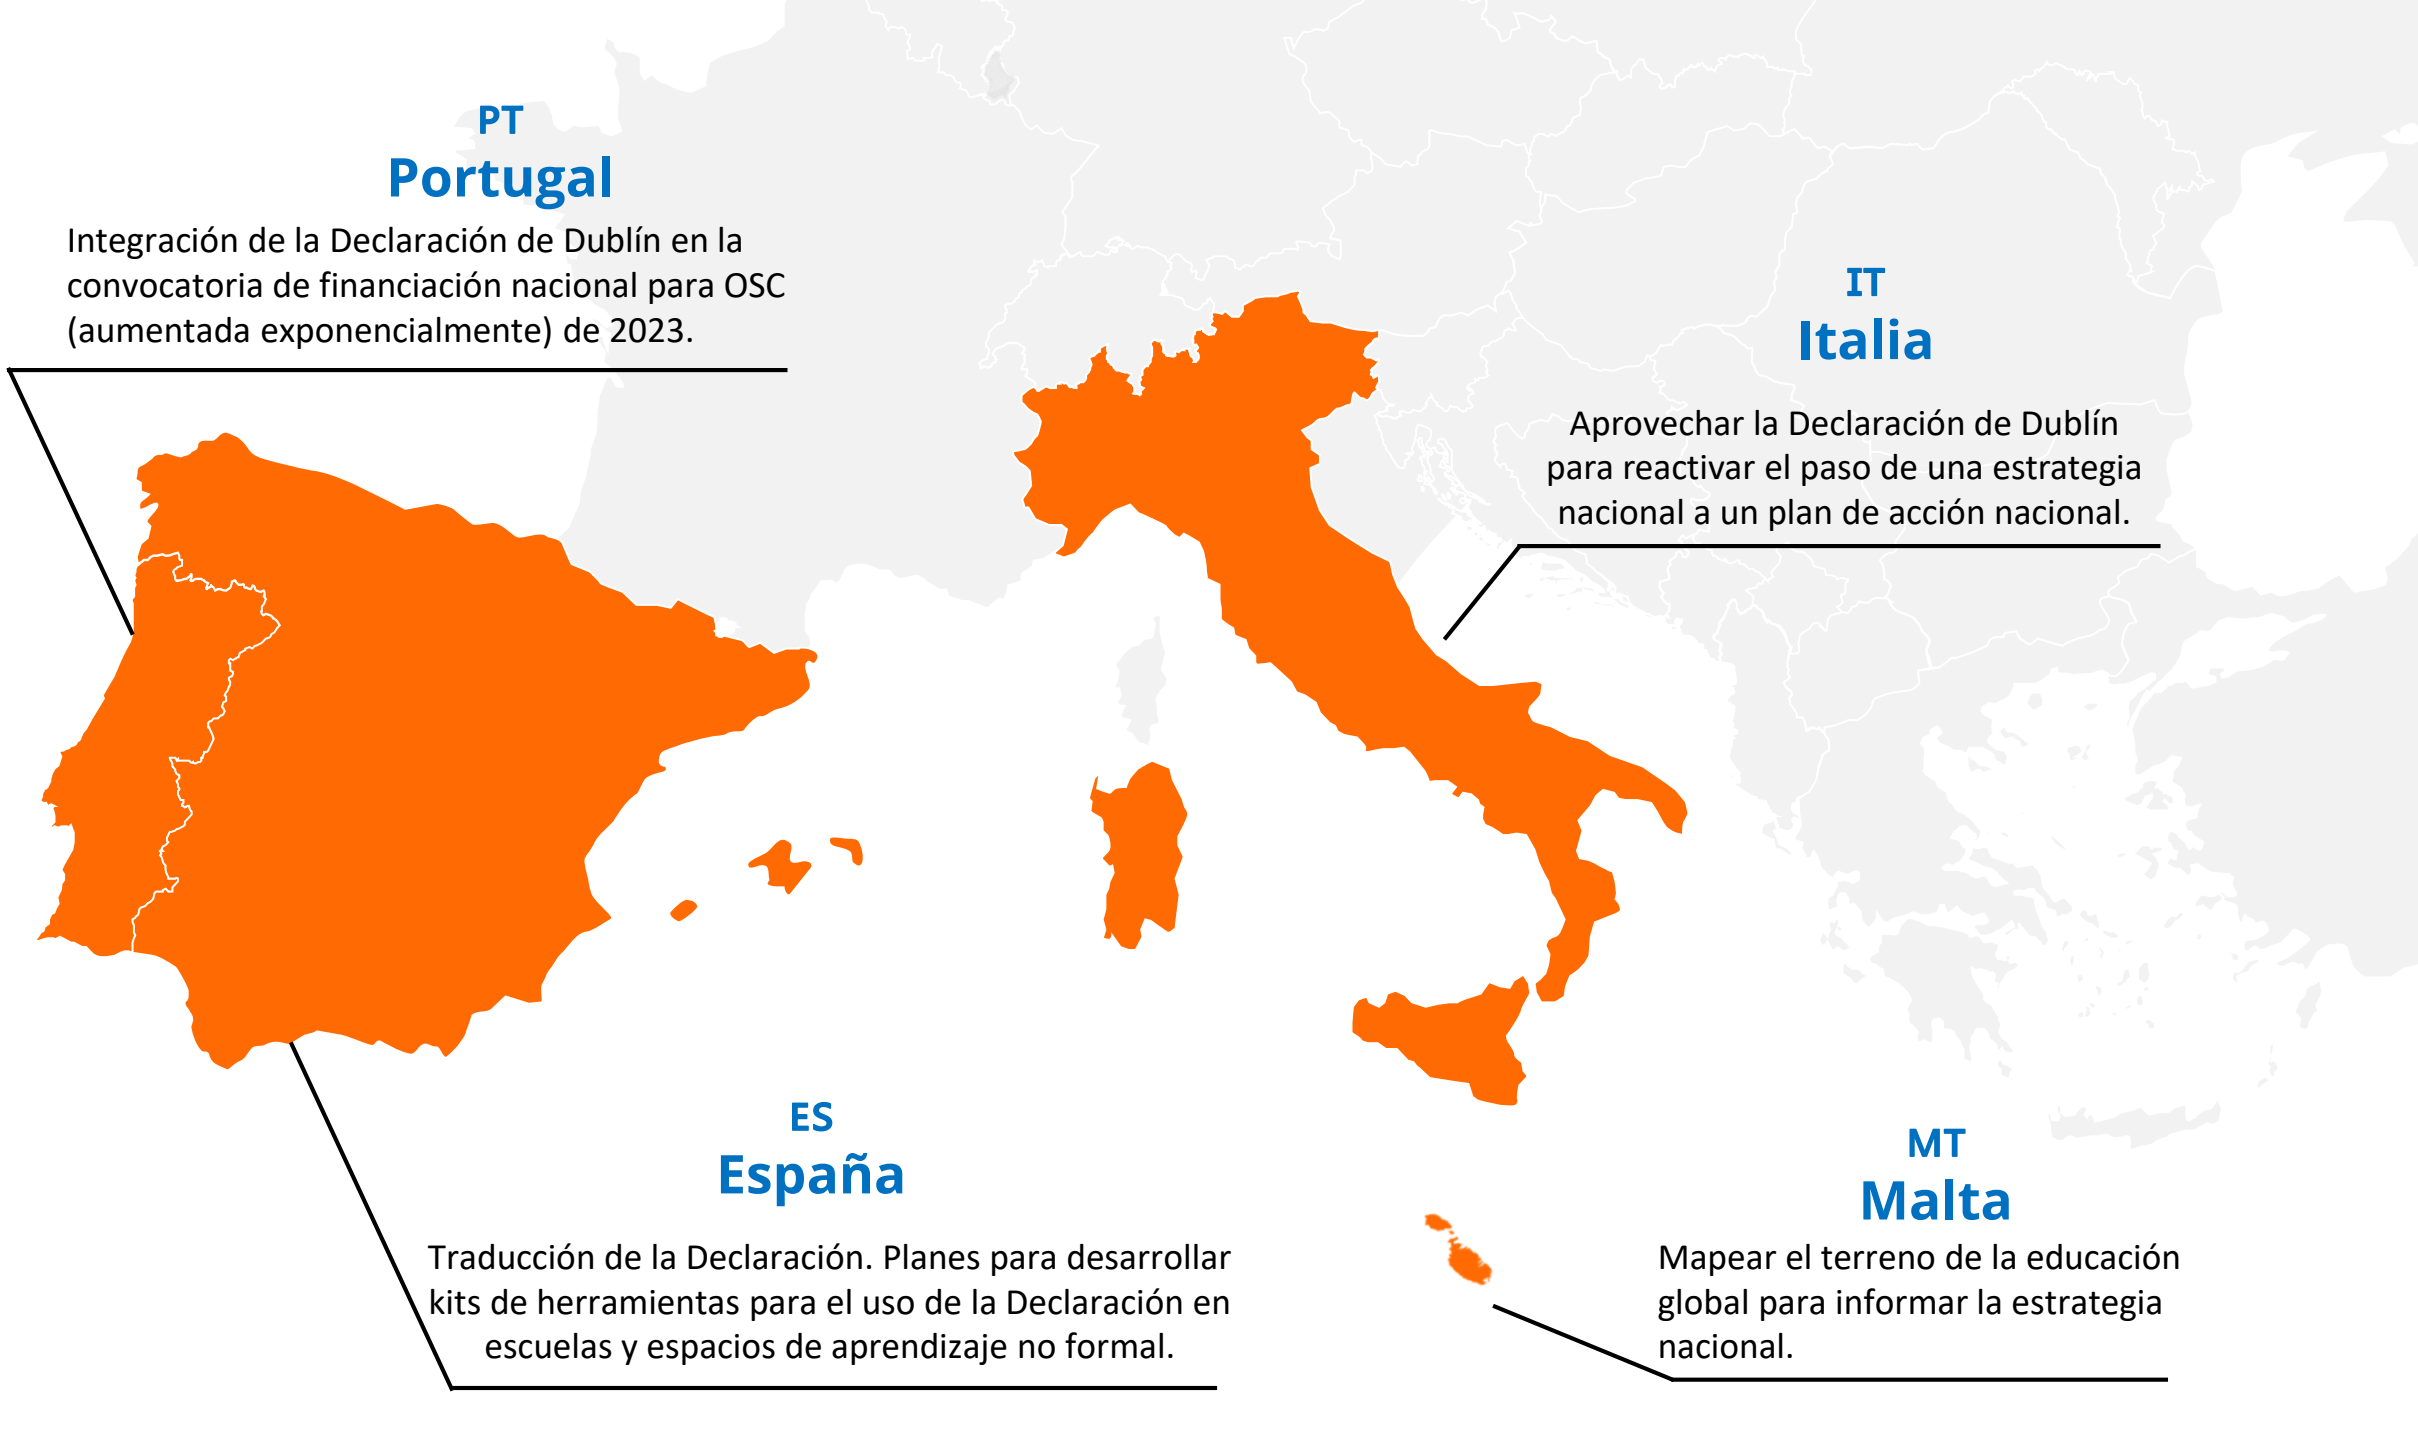 PT
Portugal
Integración de la Declaración de Dublín en la
convocatoria de financiación nacional para OSC
(aumentada exponencialmente) de 2023.
IT
Italia
Aprovechar la Declaración de Dublín
para reactivar el paso de una estrategia
nacional a un plan de acción nacional.
ES
España
Traducción de la Declaración. Planes para desarrollar
kits de herramientas para el uso de la Declaración en
escuelas y espacios de aprendizaje no formal.
MT
Malta
Mapear el terreno de la educación
global para informar la estrategia
nacional.